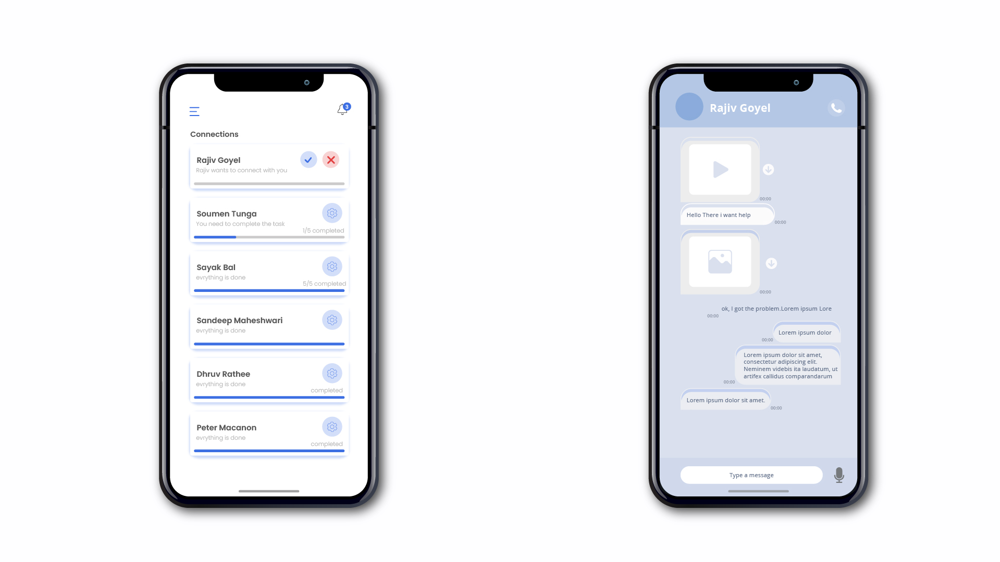 3
Connections
Rajiv Goyel
Rajiv wants to connect with you
Soumen Tunga
You need to complete the task
1/5 completed
Sayak Bal
evrything is done
5/5 completed
Sandeep Maheshwari
evrything is done
Dhruv Rathee
evrything is done
completed
Peter Macanon
evrything is done
completed
Rajiv Goyel
00:00
Hello There i want help
00:00
00:00
ok, I got the problem.Lorem ipsum Lore
00:00
Lorem ipsum dolor
00:00
Lorem ipsum dolor sit amet,
consectetur adipiscing elit.
Neminem videbis ita laudatum, ut
artifex callidus comparandarum
00:00
Lorem ipsum dolor sit amet.
00:00
Type a message